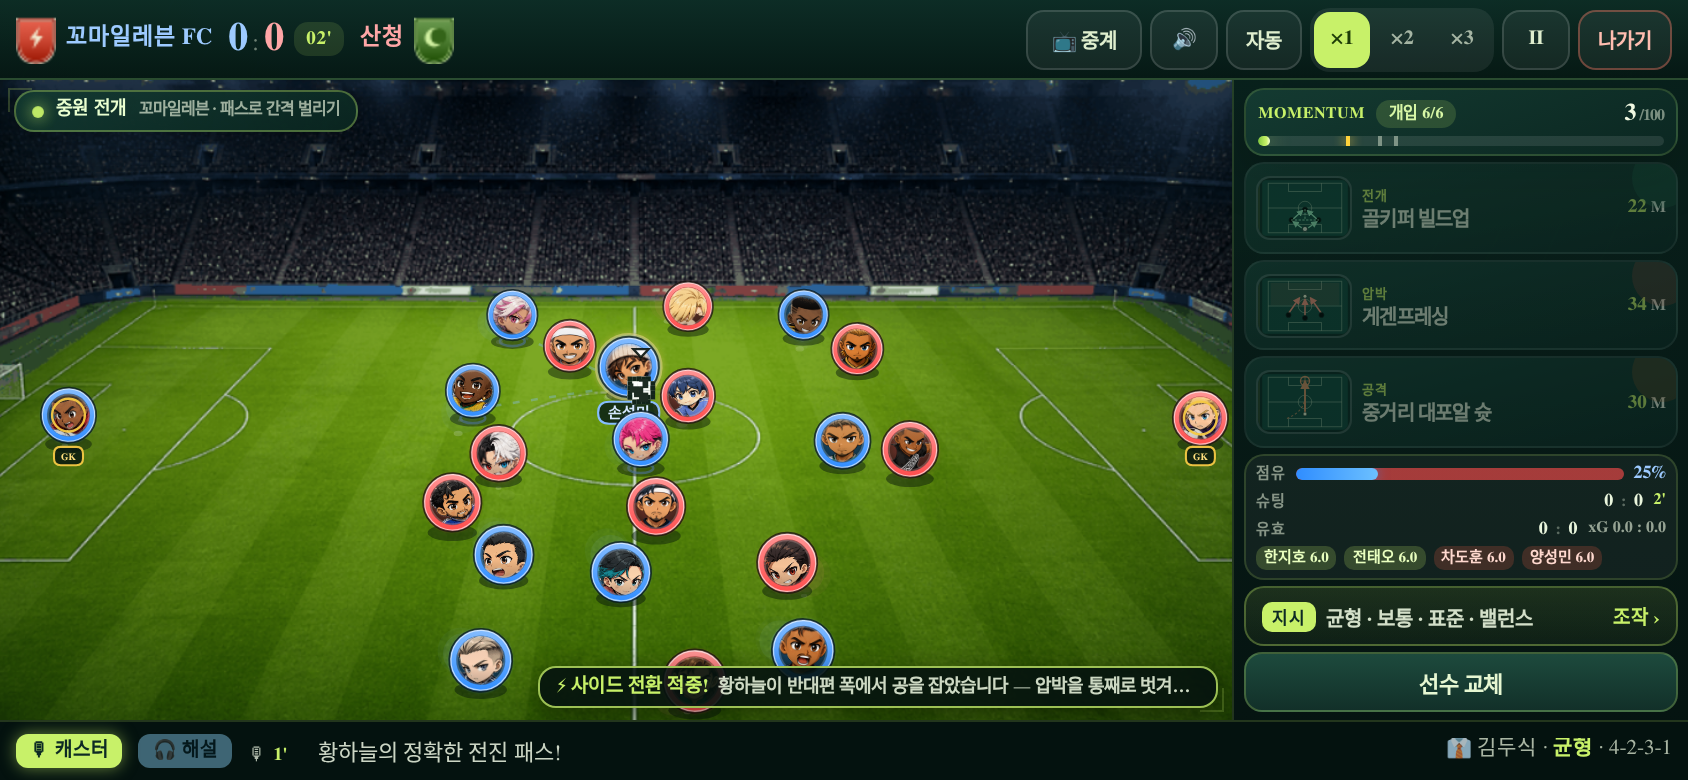 꼬마일레븐 FC 0 : 0 02' 산청
중계 자동 ×1 ×2 ×3 II 나가기
중원 전개 꼬마일레븐 · 패스로 간격 벌리기
MOMENTUM 개입 6/6 3 /100
전개
골키퍼 빌드업
22 M
압박
게겐프레싱
34 M
공격
중거리 대포알 슛
30 M
GK
GK
점유 25%
슈팅 0 : 0 2'
유효 0 : 0 xG 0.0 : 0.0
한지호 6.0 전태오 6.0 차도훈 6.0 양성민 6.0
지시 균형 · 보통 · 표준 · 밸런스 조작 ›
선수 교체
⚡ 사이드 전환 적중! 황하늘이 반대편 폭에서 공을 잡았습니다 — 압박을 통째로 벗겨…
캐스터 해설 1' 황하늘의 정확한 전진 패스!
김두식 · 균형 · 4-2-3-1